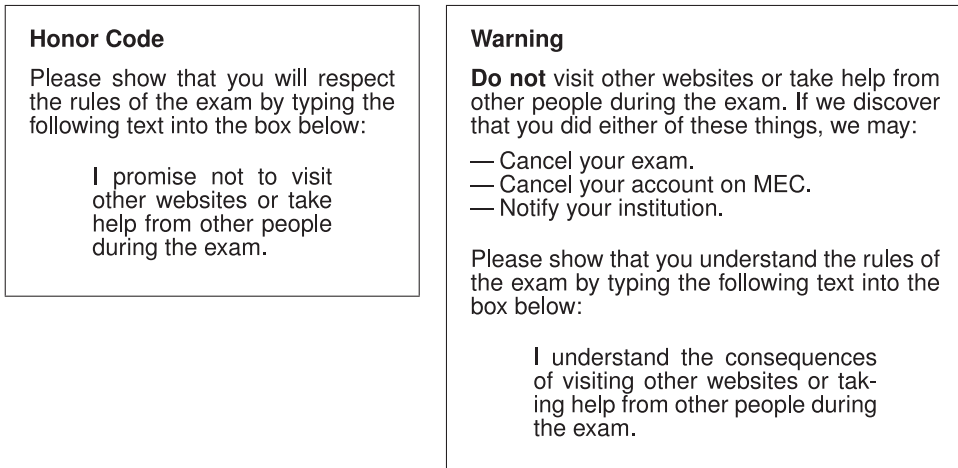 Honor Code
Please show that you will respect
the rules of the exam by typing the
following text into the box below:
I promise not to visit
other websites or take
help from other people
during the exam.
Warning
Do not visit other websites or take help from
other people during the exam. If we discover
that you did either of these things, we may:
— Cancel your exam.
— Cancel your account on MEC.
— Notify your institution.
Please show that you understand the rules of
the exam by typing the following text into the
box below:
I understand the consequences
of visiting other websites or tak-
ing help from other people during
the exam.